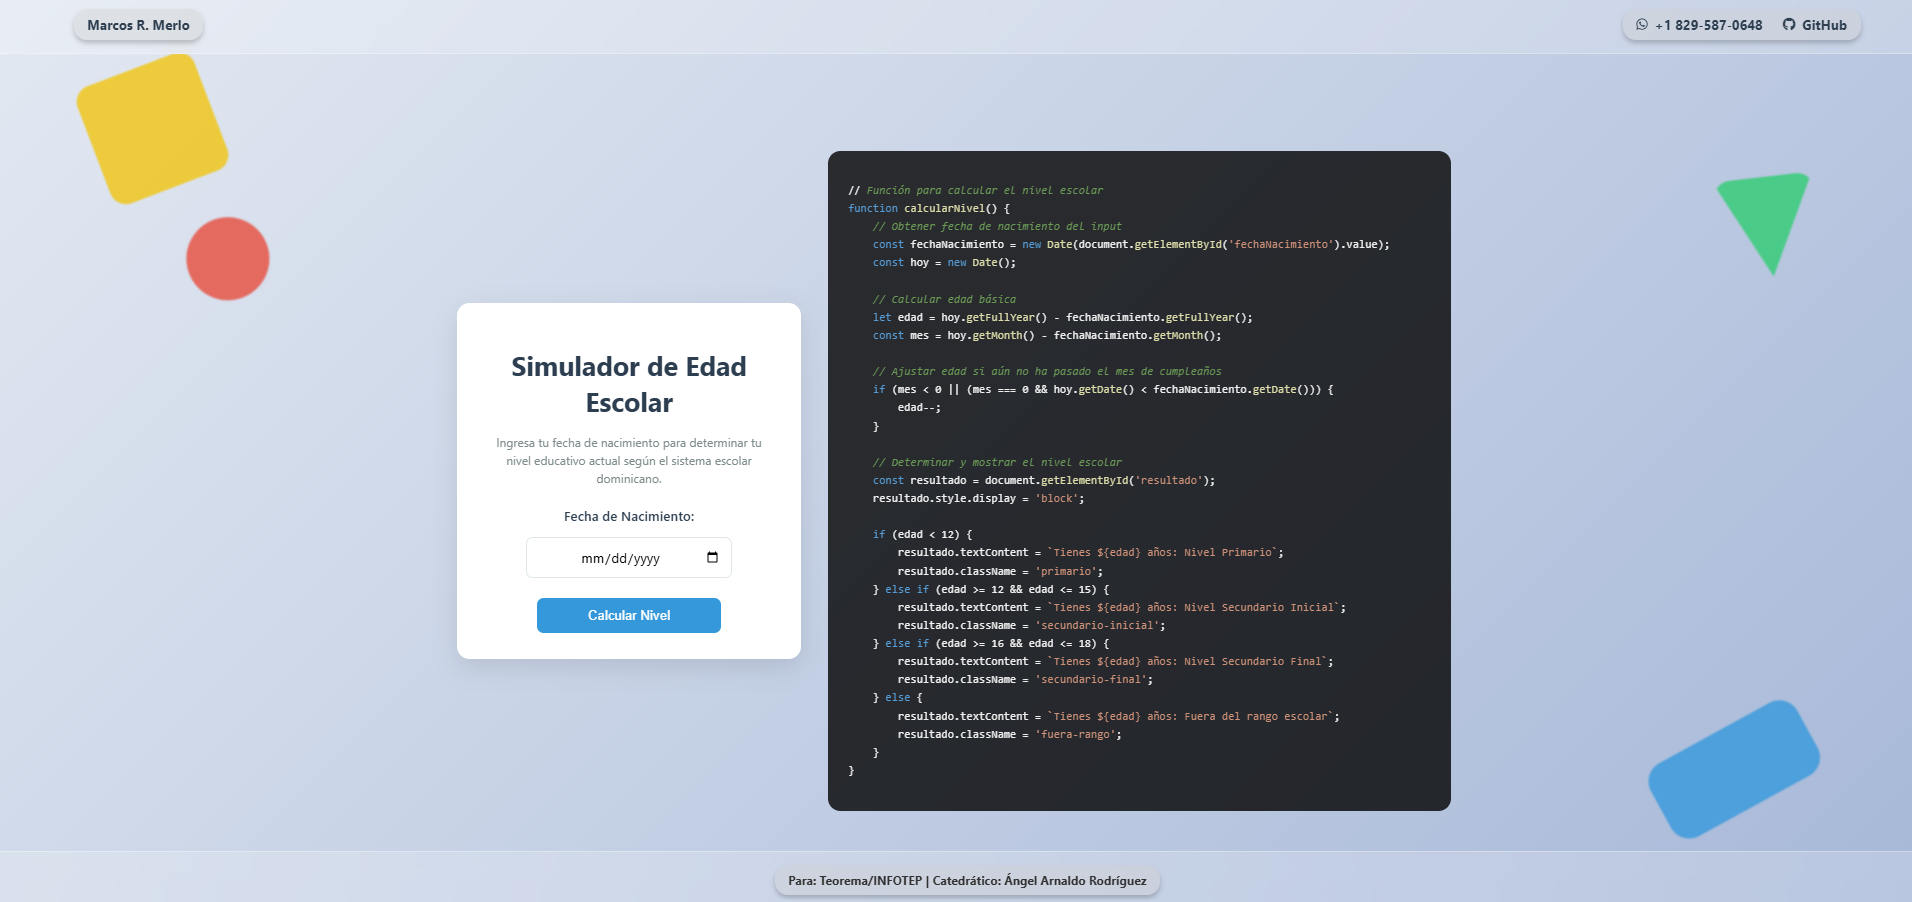 Marcos R. Merlo
+1 829-587-0648 GitHub
Simulador de Edad
Escolar
Ingresa tu fecha de nacimiento para determinar tu
nivel educativo actual según el sistema escolar
dominicano.
Fecha de Nacimiento:
mm/dd/yyyy
Calcular Nivel
// Función para calcular el nivel escolar
function calcularNivel() {
    // Obtener fecha de nacimiento del input
    const fechaNacimiento = new Date(document.getElementById('fechaNacimiento').value);
    const hoy = new Date();

    // Calcular edad básica
    let edad = hoy.getFullYear() - fechaNacimiento.getFullYear();
    const mes = hoy.getMonth() - fechaNacimiento.getMonth();

    // Ajustar edad si aún no ha pasado el mes de cumpleaños
    if (mes < 0 || (mes === 0 && hoy.getDate() < fechaNacimiento.getDate())) {
        edad--;
    }

    // Determinar y mostrar el nivel escolar
    const resultado = document.getElementById('resultado');
    resultado.style.display = 'block';

    if (edad < 12) {
        resultado.textContent = `Tienes ${edad} años: Nivel Primario`;
        resultado.className = 'primario';
    } else if (edad >= 12 && edad <= 15) {
        resultado.textContent = `Tienes ${edad} años: Nivel Secundario Inicial`;
        resultado.className = 'secundario-inicial';
    } else if (edad >= 16 && edad <= 18) {
        resultado.textContent = `Tienes ${edad} años: Nivel Secundario Final`;
        resultado.className = 'secundario-final';
    } else {
        resultado.textContent = `Tienes ${edad} años: Fuera del rango escolar`;
        resultado.className = 'fuera-rango';
    }
}
Para: Teorema/INFOTEP | Catedrático: Ángel Arnaldo Rodríguez